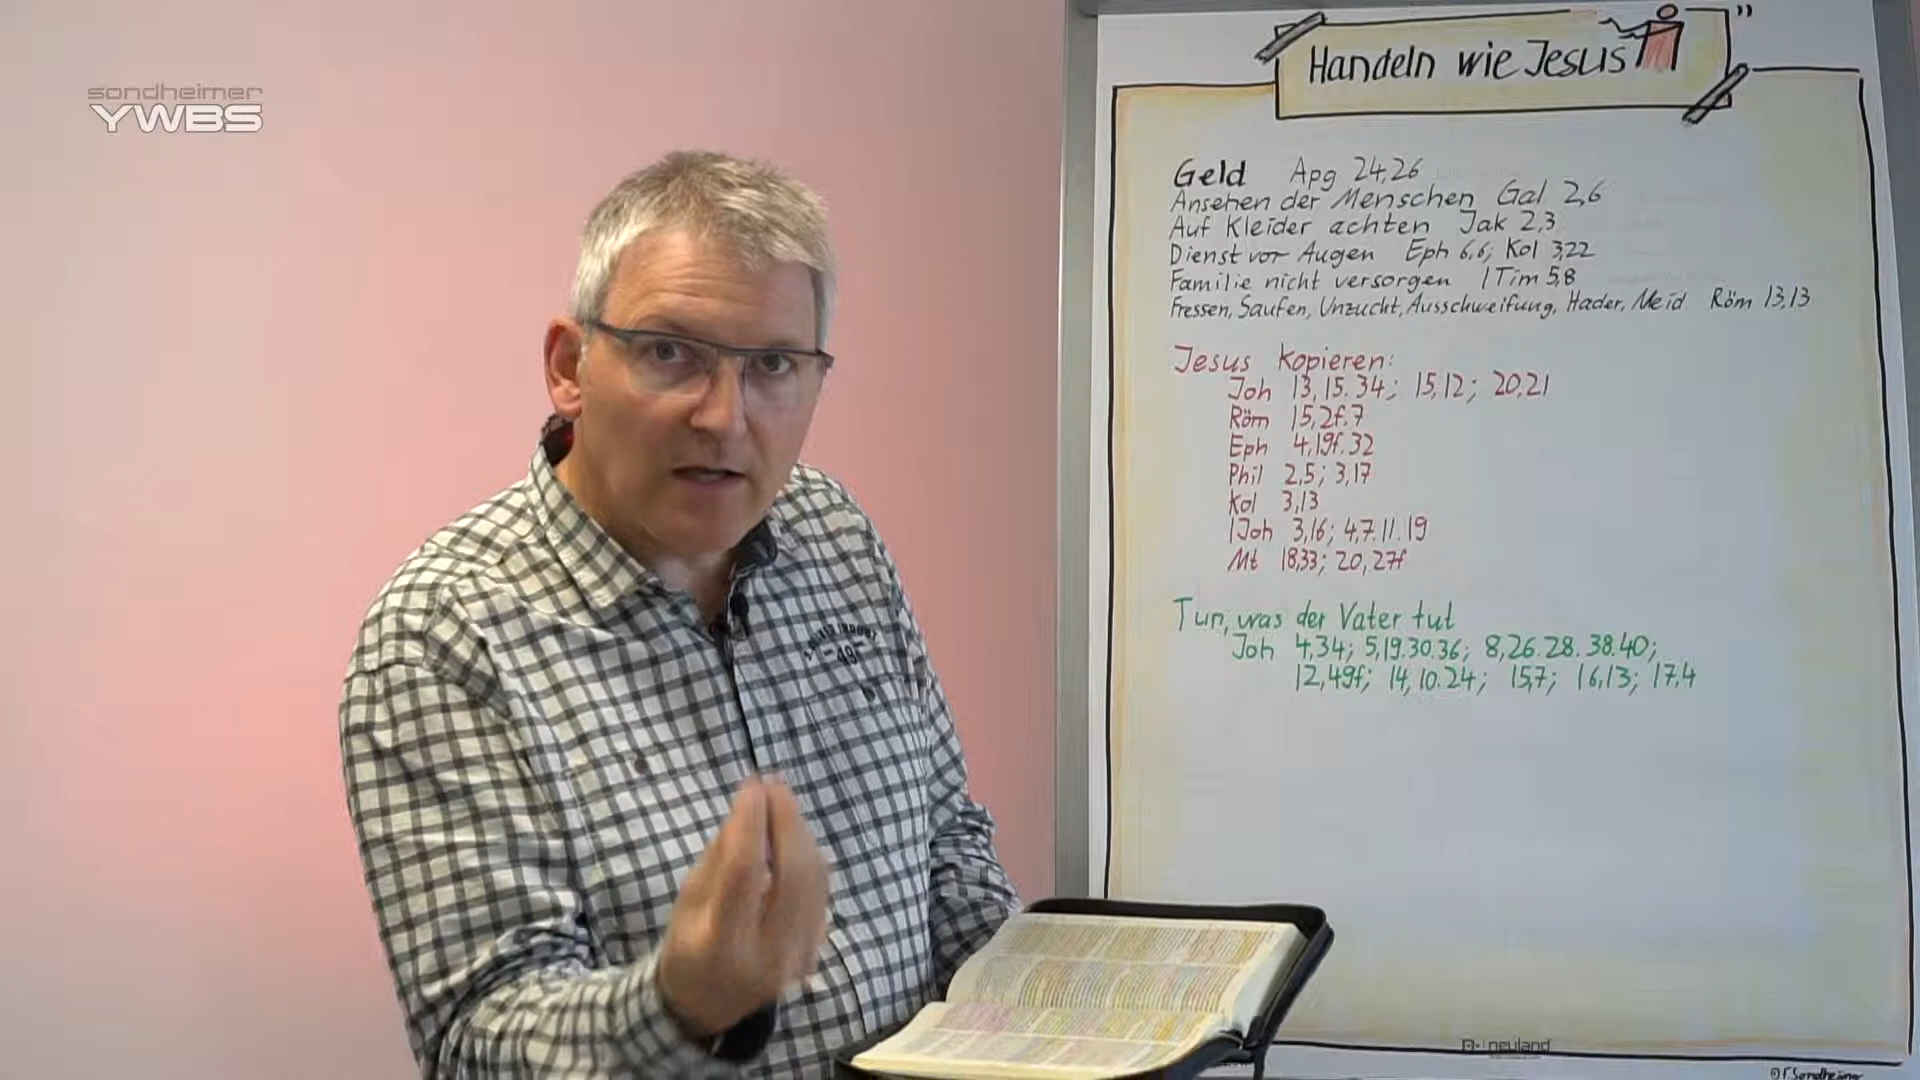 sondheimer
YWBS
Handeln wie Jesus
Geld Apg 24,26
Ansehen der Menschen Gal 2,6
Auf Kleider achten Jak 2,3
Dienst vor Augen Eph 6,6; Kol 3,22
Familie nicht versorgen 1Tim 5,8
Fressen, Saufen, Unzucht, Ausschweifung, Hader, Neid Röm 13,13
Jesus kopieren:
Joh 13,15.34; 15,12; 20,21
Röm 15,2f.7
Eph 4,19f.32
Phil 2,5; 3,17
Kol 3,13
1Joh 3,16; 4,7.11.19
Mt 18,33; 20,27f
Tun, was der Vater tut
Joh 4,34; 5,19.30.36; 8,26.28.38.40;
12,49f; 14,10.24; 15,7; 16,13; 17,4
49
neuland
© F. Sondheimer